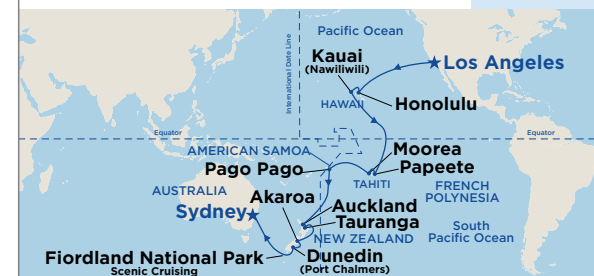 Pacific Ocean
International Date Line
Kauai
(Nawiliwili)
Los Angeles
HAWAII
Honolulu
Equator
Equator
AMERICAN SAMOA
Moorea
Pago Pago
Papeete
TAHITI
FRENCH
POLYNESIA
AUSTRALIA
Akaroa
Sydney
Auckland
Tauranga
South
Pacific Ocean
NEW ZEALAND
Fiordland National Park
Scenic Cruising
Dunedin
(Port Chalmers)